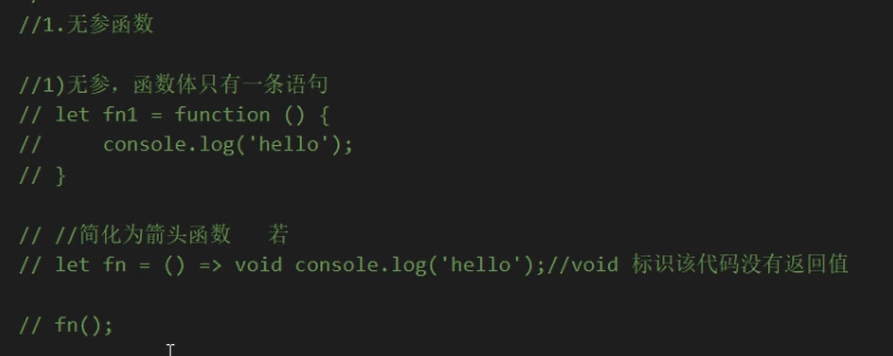 //1.无参函数
//1)无参，函数体只有一条语句
// let fn1 = function () {
//     console.log('hello');
// }
// //简化为箭头函数   若
// let fn = () => void console.log('hello');//void 标识该代码没有返回值
// fn();